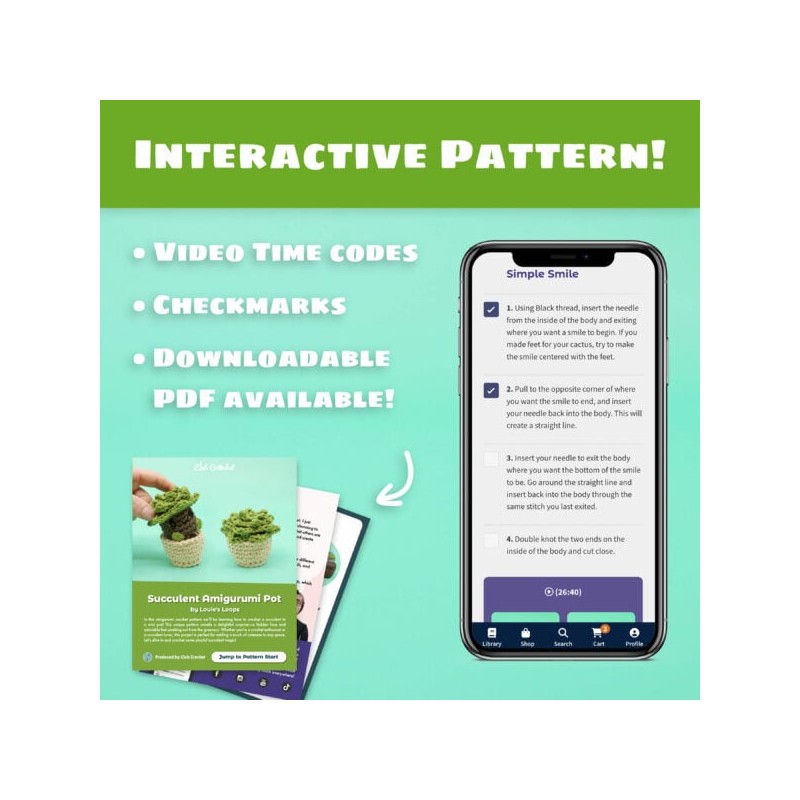 Interactive Pattern!
• Video Time codes
• Checkmarks
• Downloadable
PDF available!
Simple Smile
1. Using Black thread, insert the needle
from the inside of the body and exiting
where you want a smile to begin. If you
made feet for your cactus, try to make
the smile centered with the feet.
2. Pull to the opposite corner of where
you want the smile to end, and insert
your needle back into the body. This will
create a straight line.
3. Insert your needle to exit the body
where you want the bottom of the smile
to be. Go around the straight line and
insert back into the body through the
same stitch you last exited.
4. Double knot the two ends on the
inside of the body and cut close.
(26:40)
2
Library Shop Search Cart Profile
Club Crochet
Succulent Amigurumi Pot
by Louie's Loops
Produced by Club Crochet
Jump to Pattern Start